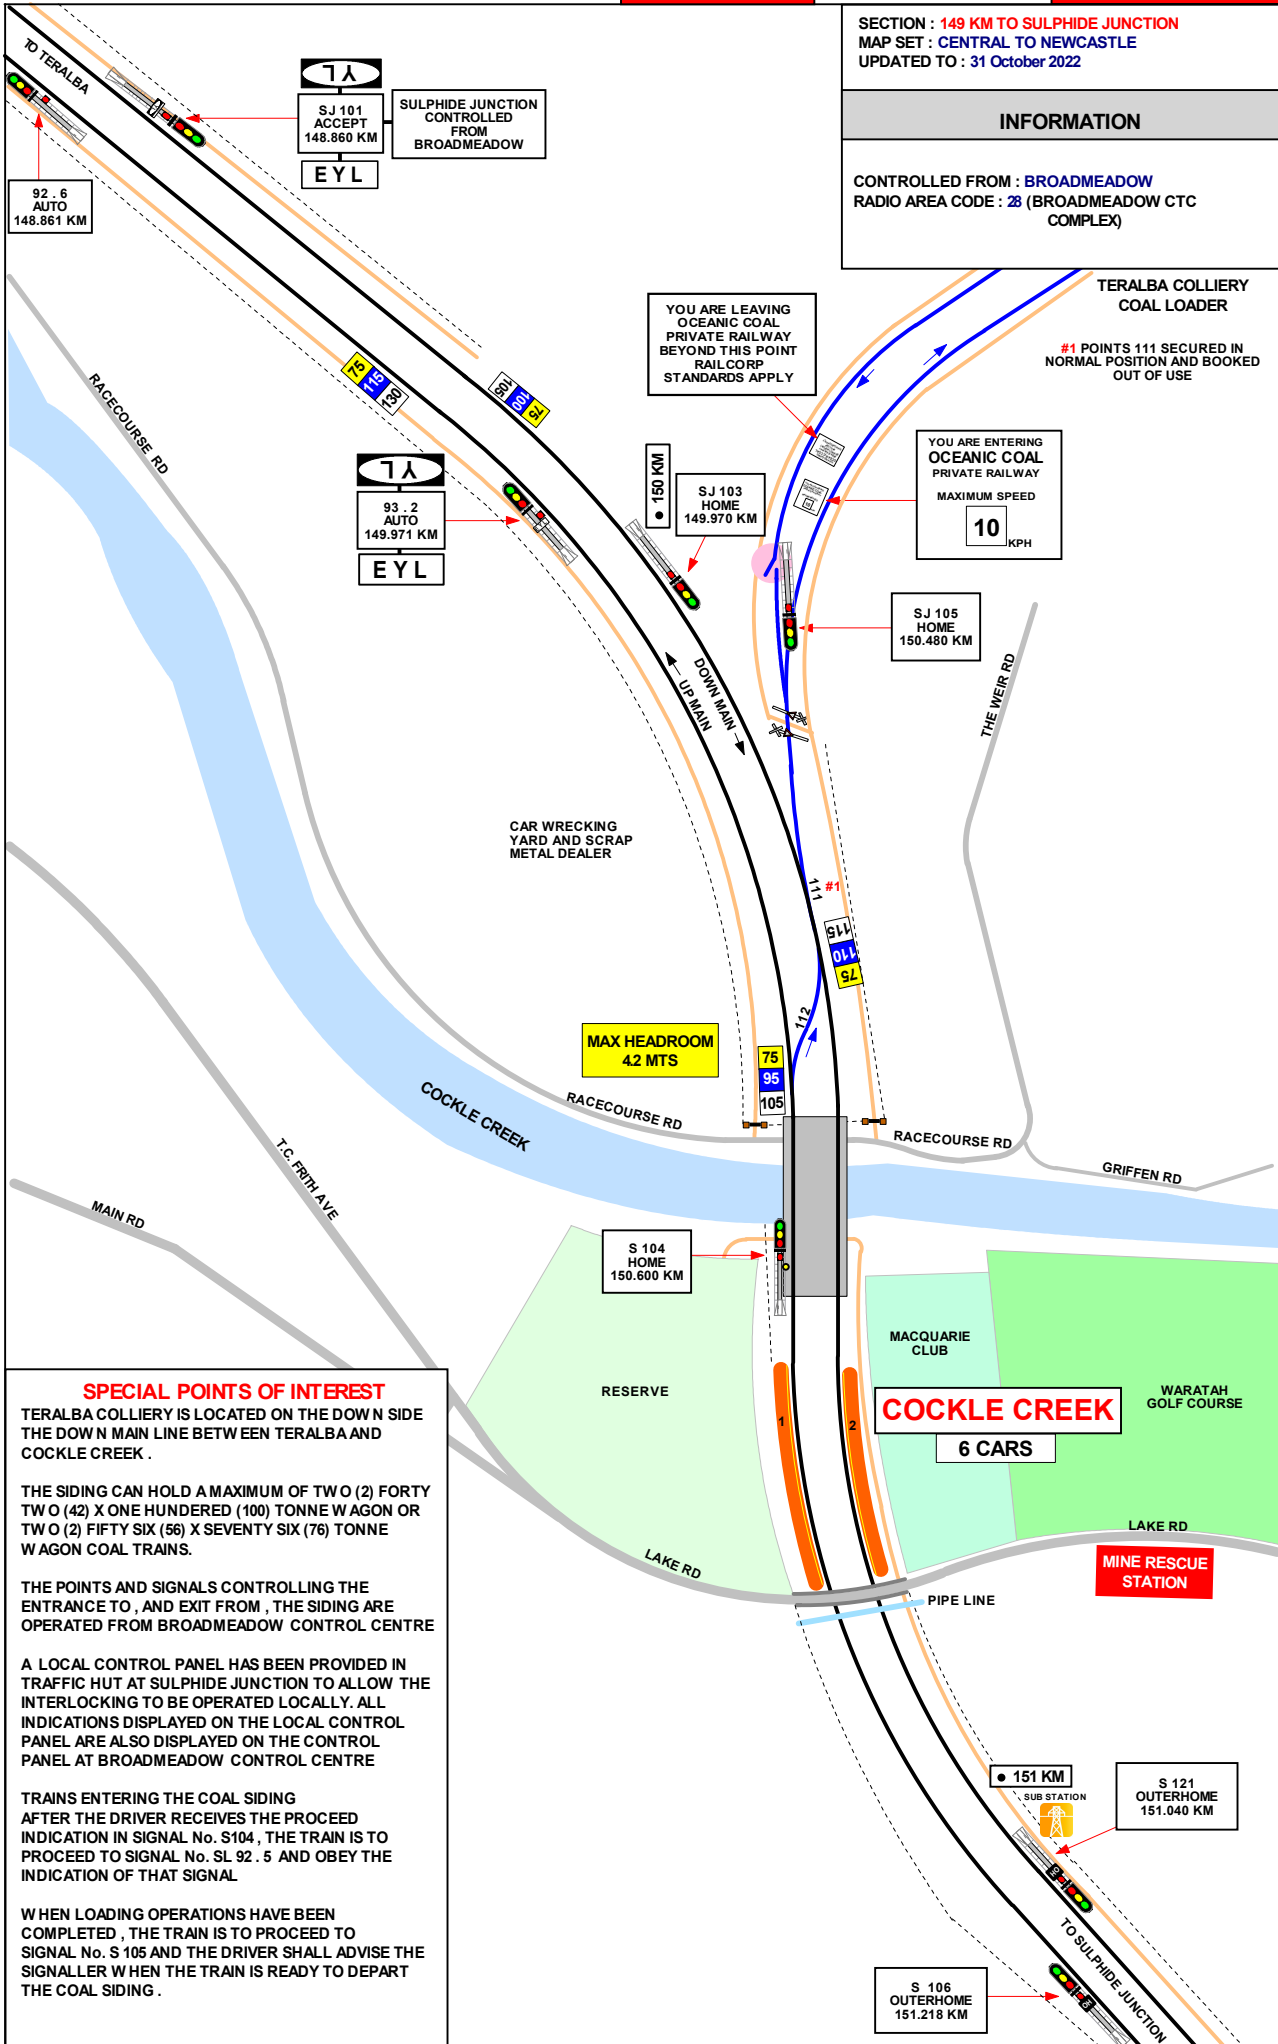 SECTION : 149 KM TO SULPHIDE JUNCTION
MAP SET : CENTRAL TO NEWCASTLE
UPDATED TO : 31 October 2022
INFORMATION
CONTROLLED FROM : BROADMEADOW
RADIO AREA CODE : 28 (BROADMEADOW CTC
COMPLEX)
TO TERALBA
YL
SJ 101
ACCEPT
148.860 KM
EYL
SULPHIDE JUNCTION
CONTROLLED
FROM
BROADMEADOW
92 . 6
AUTO
148.861 KM
TERALBA COLLIERY
COAL LOADER
#1 POINTS 111 SECURED IN
NORMAL POSITION AND BOOKED
OUT OF USE
YOU ARE LEAVING
OCEANIC COAL
PRIVATE RAILWAY
BEYOND THIS POINT
RAILCORP
STANDARDS APPLY
YOU ARE ENTERING
OCEANIC COAL
PRIVATE RAILWAY
MAXIMUM SPEED
10
KPH
75
115
130
105
100
75
RACECOURSE RD
YL
93 . 2
AUTO
149.971 KM
EYL
150 KM
SJ 103
HOME
149.970 KM
SJ 105
HOME
150.480 KM
THE WEIR RD
DOWN MAIN
UP MAIN
CAR WRECKING
YARD AND SCRAP
METAL DEALER
111
#1
115
110
75
112
MAX HEADROOM
4.2 MTS
75
95
105
RACECOURSE RD
RACECOURSE RD
COCKLE CREEK
T.C. FRITH AVE
MAIN RD
GRIFFEN RD
S 104
HOME
150.600 KM
RESERVE
MACQUARIE
CLUB
WARATAH
GOLF COURSE
COCKLE CREEK
6 CARS
1
2
LAKE RD
LAKE RD
MINE RESCUE
STATION
PIPE LINE
SPECIAL POINTS OF INTEREST
TERALBA COLLIERY IS LOCATED ON THE DOWN SIDE
THE DOWN MAIN LINE BETWEEN TERALBA AND
COCKLE CREEK .
THE SIDING CAN HOLD A MAXIMUM OF TWO (2) FORTY
TWO (42) X ONE HUNDERED (100) TONNE WAGON OR
TWO (2) FIFTY SIX (56) X SEVENTY SIX (76) TONNE
WAGON COAL TRAINS.
THE POINTS AND SIGNALS CONTROLLING THE
ENTRANCE TO , AND EXIT FROM , THE SIDING ARE
OPERATED FROM BROADMEADOW CONTROL CENTRE
A LOCAL CONTROL PANEL HAS BEEN PROVIDED IN
TRAFFIC HUT AT SULPHIDE JUNCTION TO ALLOW THE
INTERLOCKING TO BE OPERATED LOCALLY. ALL
INDICATIONS DISPLAYED ON THE LOCAL CONTROL
PANEL ARE ALSO DISPLAYED ON THE CONTROL
PANEL AT BROADMEADOW CONTROL CENTRE
TRAINS ENTERING THE COAL SIDING
AFTER THE DRIVER RECEIVES THE PROCEED
INDICATION IN SIGNAL No. S104 , THE TRAIN IS TO
PROCEED TO SIGNAL No. SL 92 . 5 AND OBEY THE
INDICATION OF THAT SIGNAL
WHEN LOADING OPERATIONS HAVE BEEN
COMPLETED , THE TRAIN IS TO PROCEED TO
SIGNAL No. S 105 AND THE DRIVER SHALL ADVISE THE
SIGNALLER WHEN THE TRAIN IS READY TO DEPART
THE COAL SIDING .
151 KM
SUB STATION
S 121
OUTERHOME
151.040 KM
TO SULPHIDE JUNCTION
S 106
OUTERHOME
151.218 KM